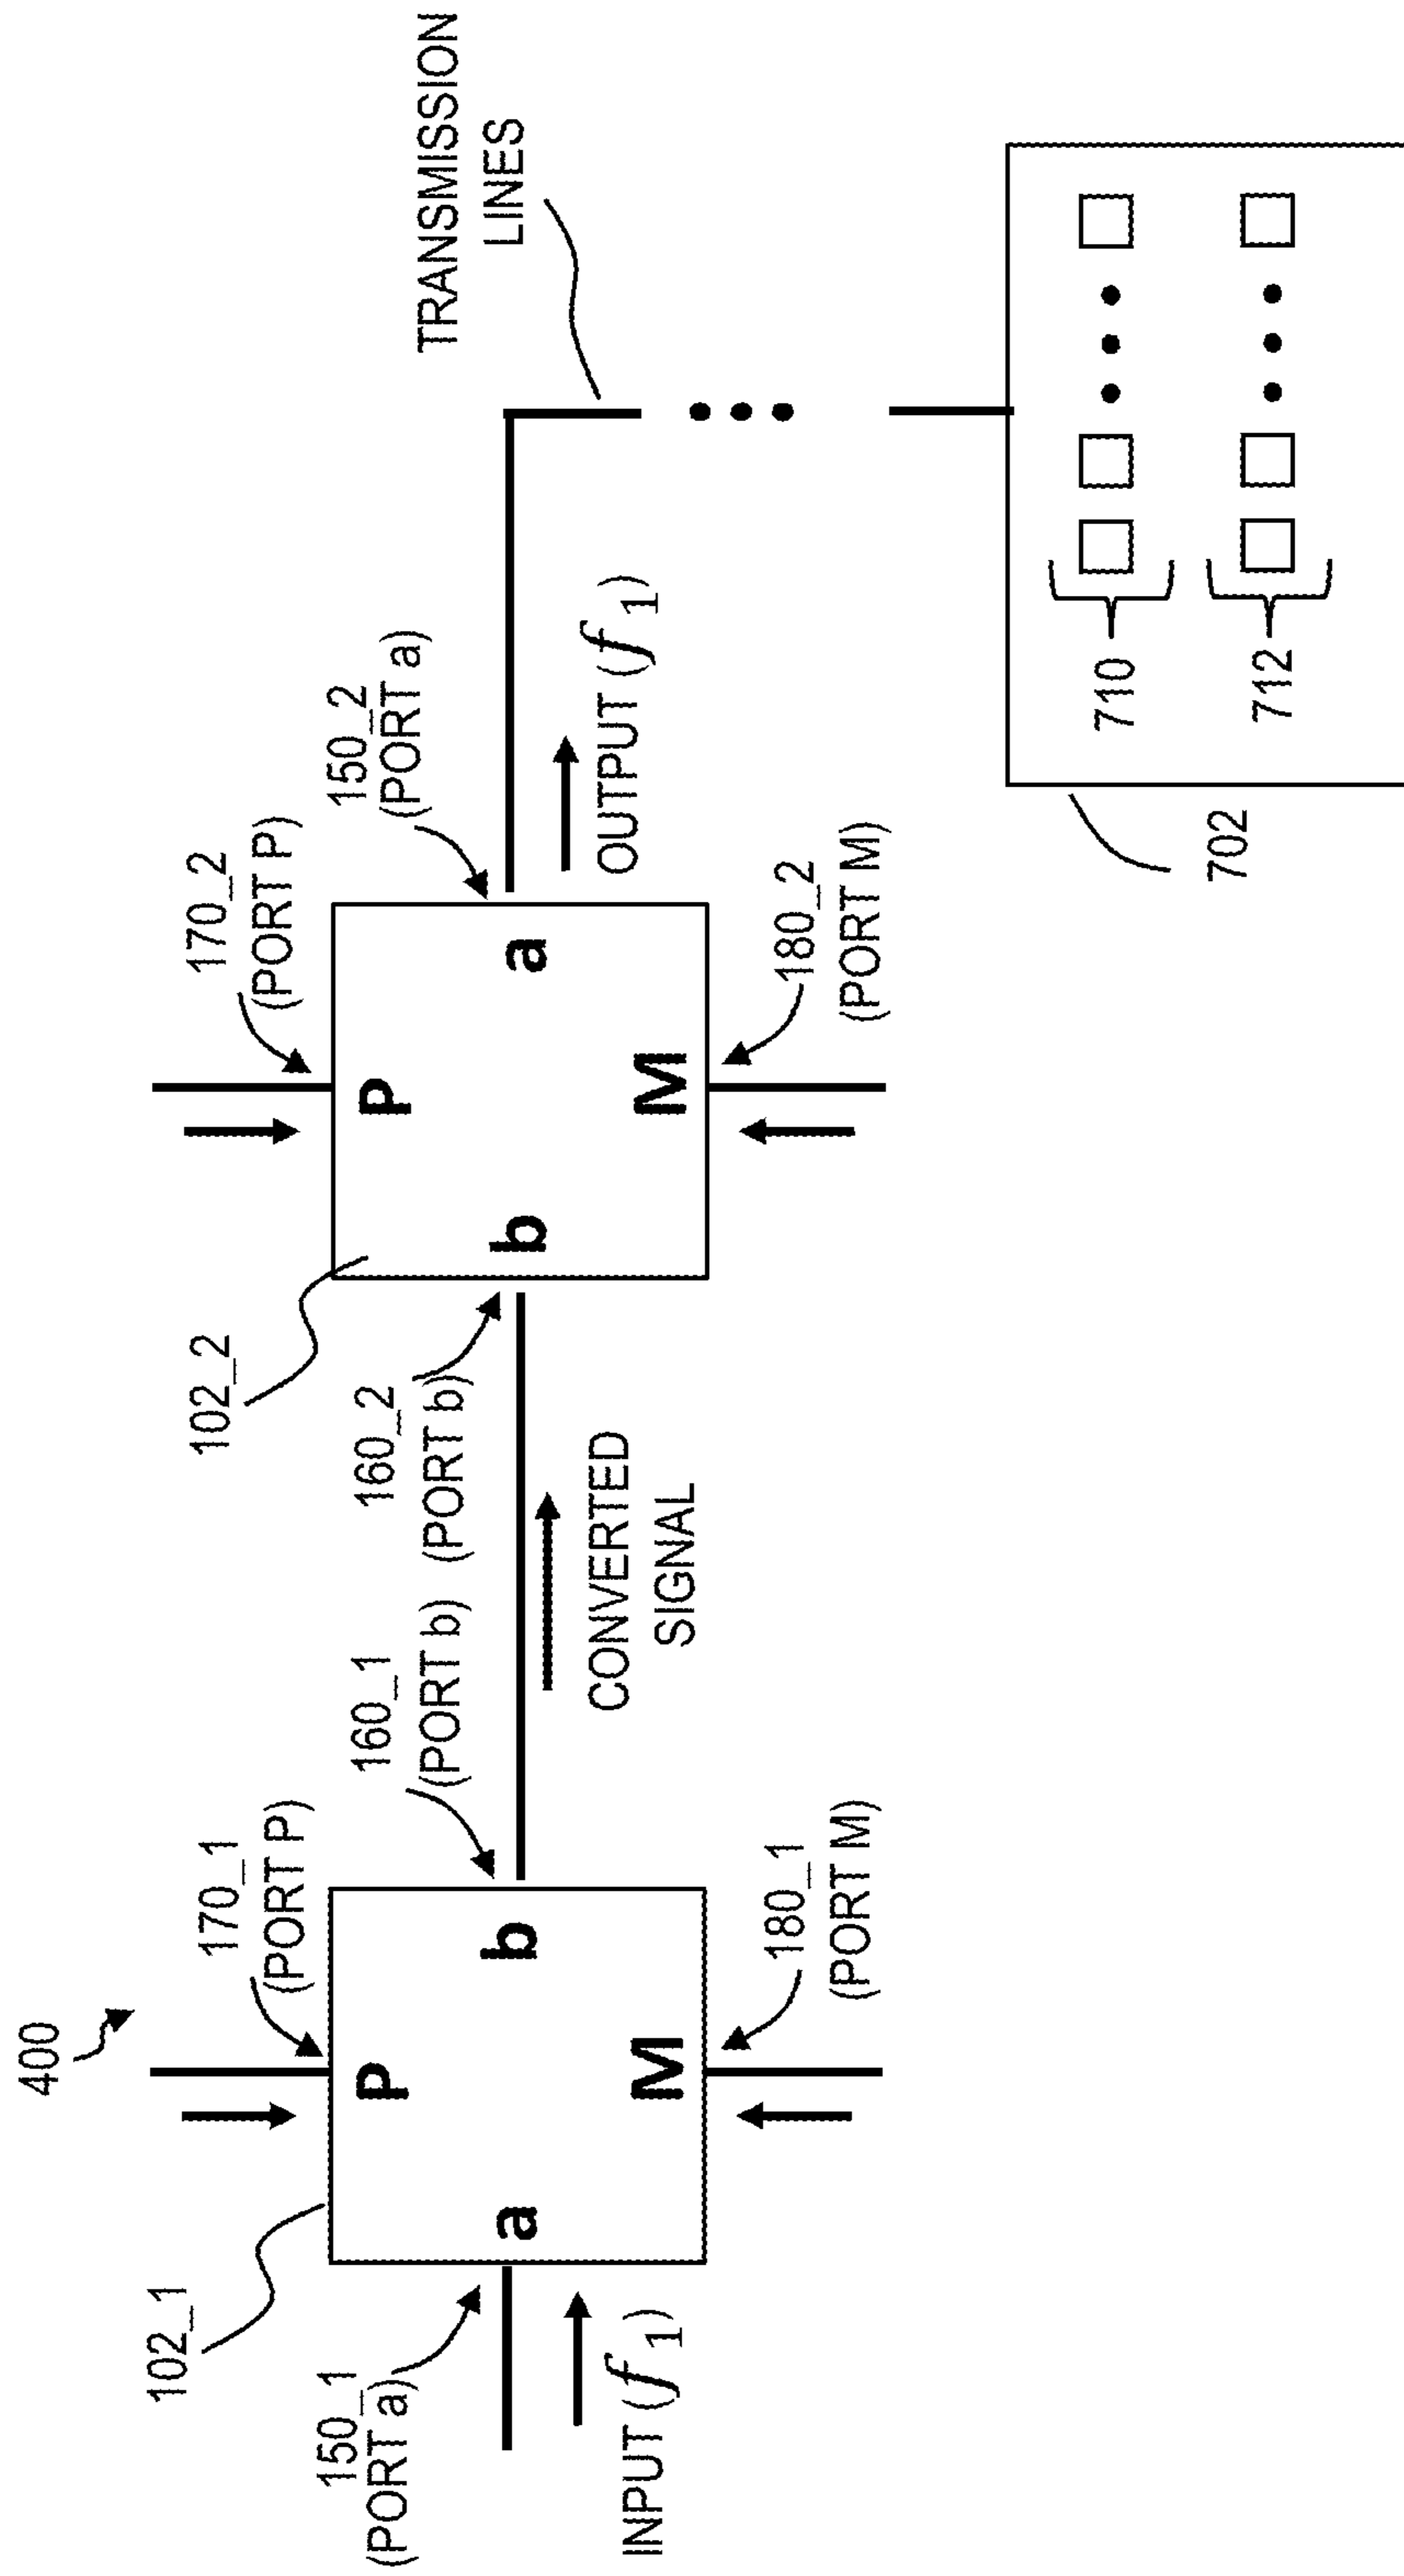 400
102_1
170_1
(PORT P)
150_1
(PORT a)
P
a
b
M
INPUT (f1)
180_1
(PORT M)
160_1
(PORT b)
160_2
(PORT b)
CONVERTED
SIGNAL
102_2
170_2
(PORT P)
150_2
(PORT a)
P
b
a
M
180_2
(PORT M)
OUTPUT (f1)
TRANSMISSION
LINES
702
710
712